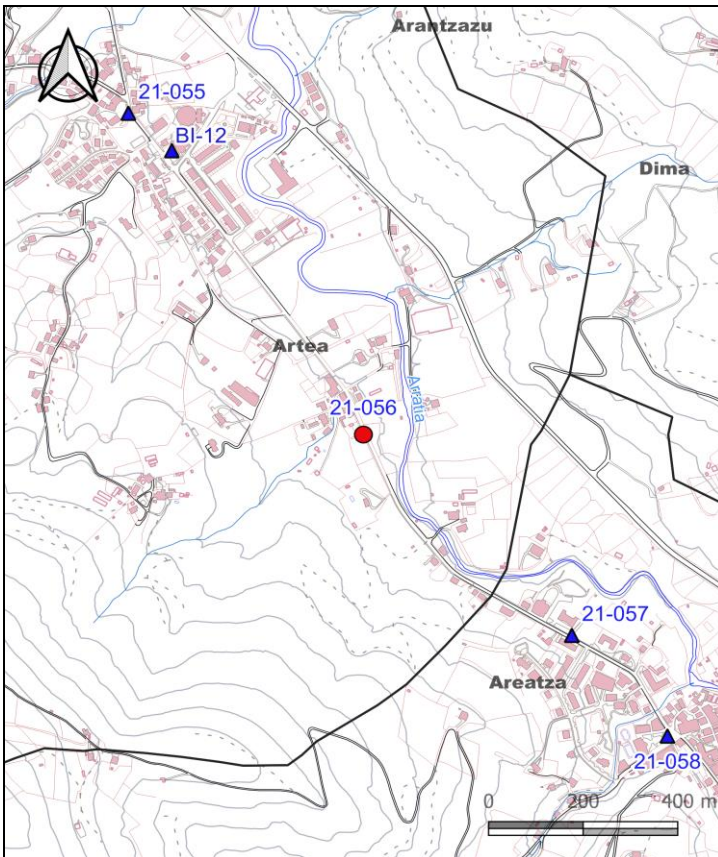 Arantzazu
21-055
BI-12
Dima
Artea
21-056
Arratia
21-057
Areatza
21-058
0 200 400 m